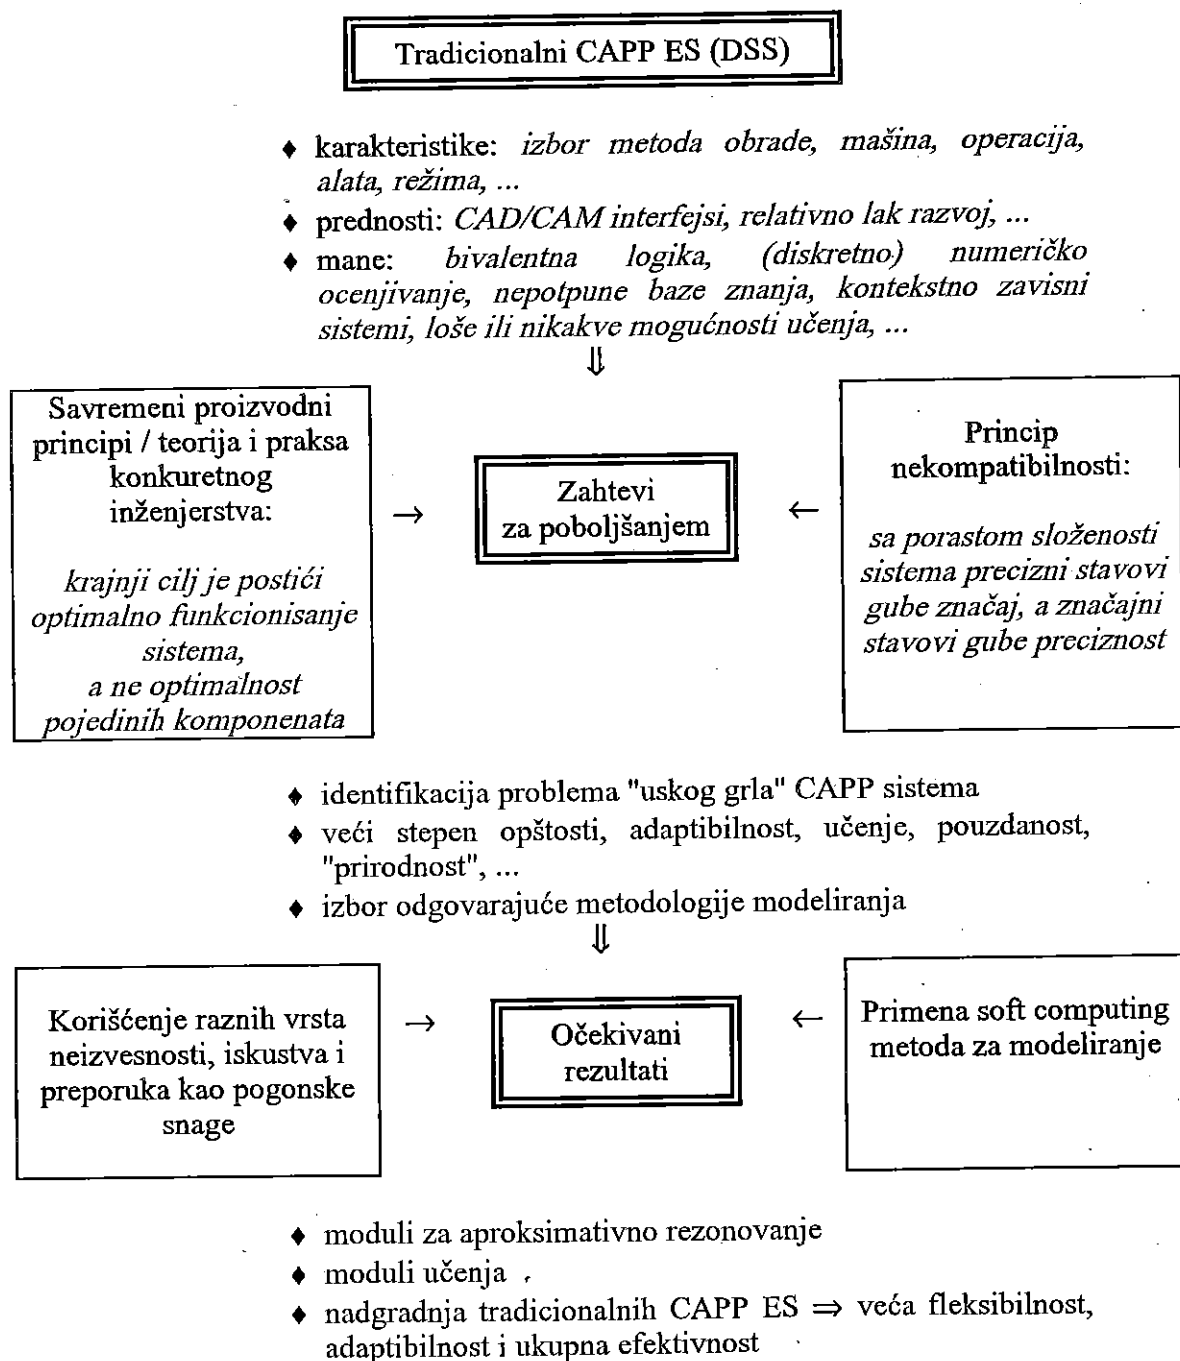 Tradicionalni CAPP ES (DSS)
♦ karakteristike: izbor metoda obrade, mašina, operacija,
alata, režima, ...
♦ prednosti: CAD/CAM interfejsi, relativno lak razvoj, ...
♦ mane: bivalentna logika, (diskretno) numeričko
ocenjivanje, nepotpune baze znanja, kontekstno zavisni
sistemi, loše ili nikakve mogućnosti učenja, ...
⇓
Savremeni proizvodni
principi / teorija i praksa
konkuretnog
inženjerstva:
krajnji cilj je postići
optimalno funkcionisanje
sistema,
a ne optimalnost
pojedinih komponenata
→
Zahtevi
za poboljšanjem
←
Princip
nekompatibilnosti:
sa porastom složenosti
sistema precizni stavovi
gube značaj, a značajni
stavovi gube preciznost
♦ identifikacija problema "uskog grla" CAPP sistema
♦ veći stepen opštosti, adaptibilnost, učenje, pouzdanost,
"prirodnost", ...
♦ izbor odgovarajuće metodologije modeliranja
⇓
Korišćenje raznih vrsta
neizvesnosti, iskustva i
preporuka kao pogonske
snage
→
Očekivani
rezultati
←
Primena soft computing
metoda za modeliranje
♦ moduli za aproksimativno rezonovanje
♦ moduli učenja
♦ nadgradnja tradicionalnih CAPP ES ⇒ veća fleksibilnost,
adaptibilnost i ukupna efektivnost